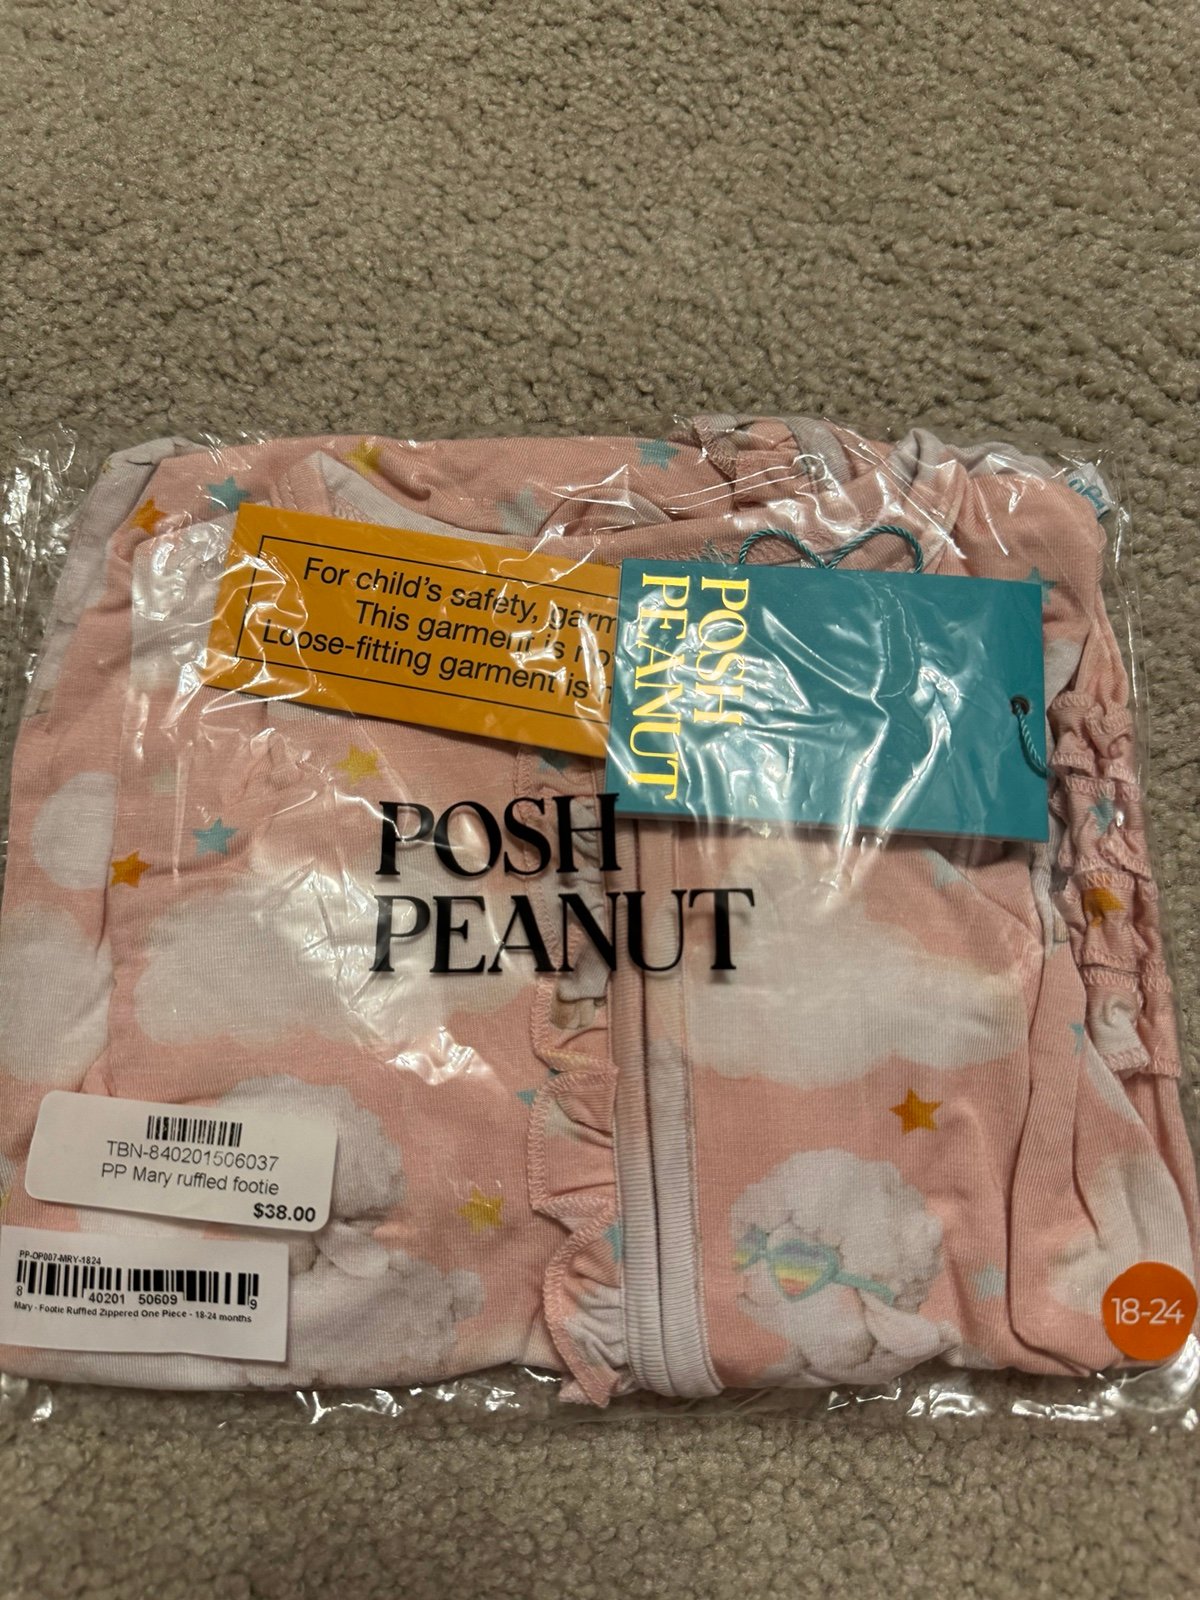 For child's safety, garm
This garment is no
Loose-fitting garment is
POSH
PEANUT
POSH
PEANUT
TBN-840201506037
PP Mary ruffled footie
$38.00
PP-OP007-MRY-1824
8 40201 50609 9
Mary - Footie Ruffled Zippered One Piece - 18-24 months
18-24